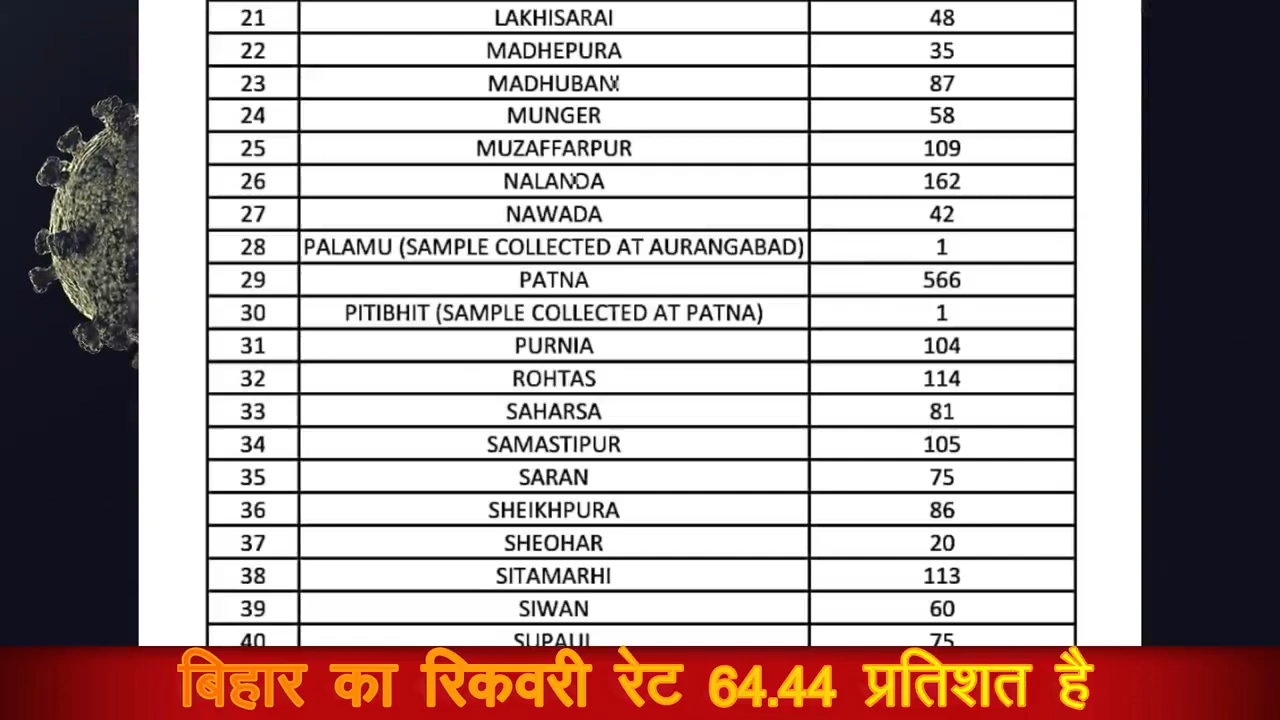 21 LAKHISARAI 48
22 MADHEPURA 35
23 MADHUBANI 87
24 MUNGER 58
25 MUZAFFARPUR 109
26 NALANDA 162
27 NAWADA 42
28 PALAMU (SAMPLE COLLECTED AT AURANGABAD) 1
29 PATNA 566
30 PITIBHIT (SAMPLE COLLECTED AT PATNA) 1
31 PURNIA 104
32 ROHTAS 114
33 SAHARSA 81
34 SAMASTIPUR 105
35 SARAN 75
36 SHEIKHPURA 86
37 SHEOHAR 20
38 SITAMARHI 113
39 SIWAN 60
40 SUPAUL 75
बिहार का रिकवरी रेट 64.44 प्रतिशत है